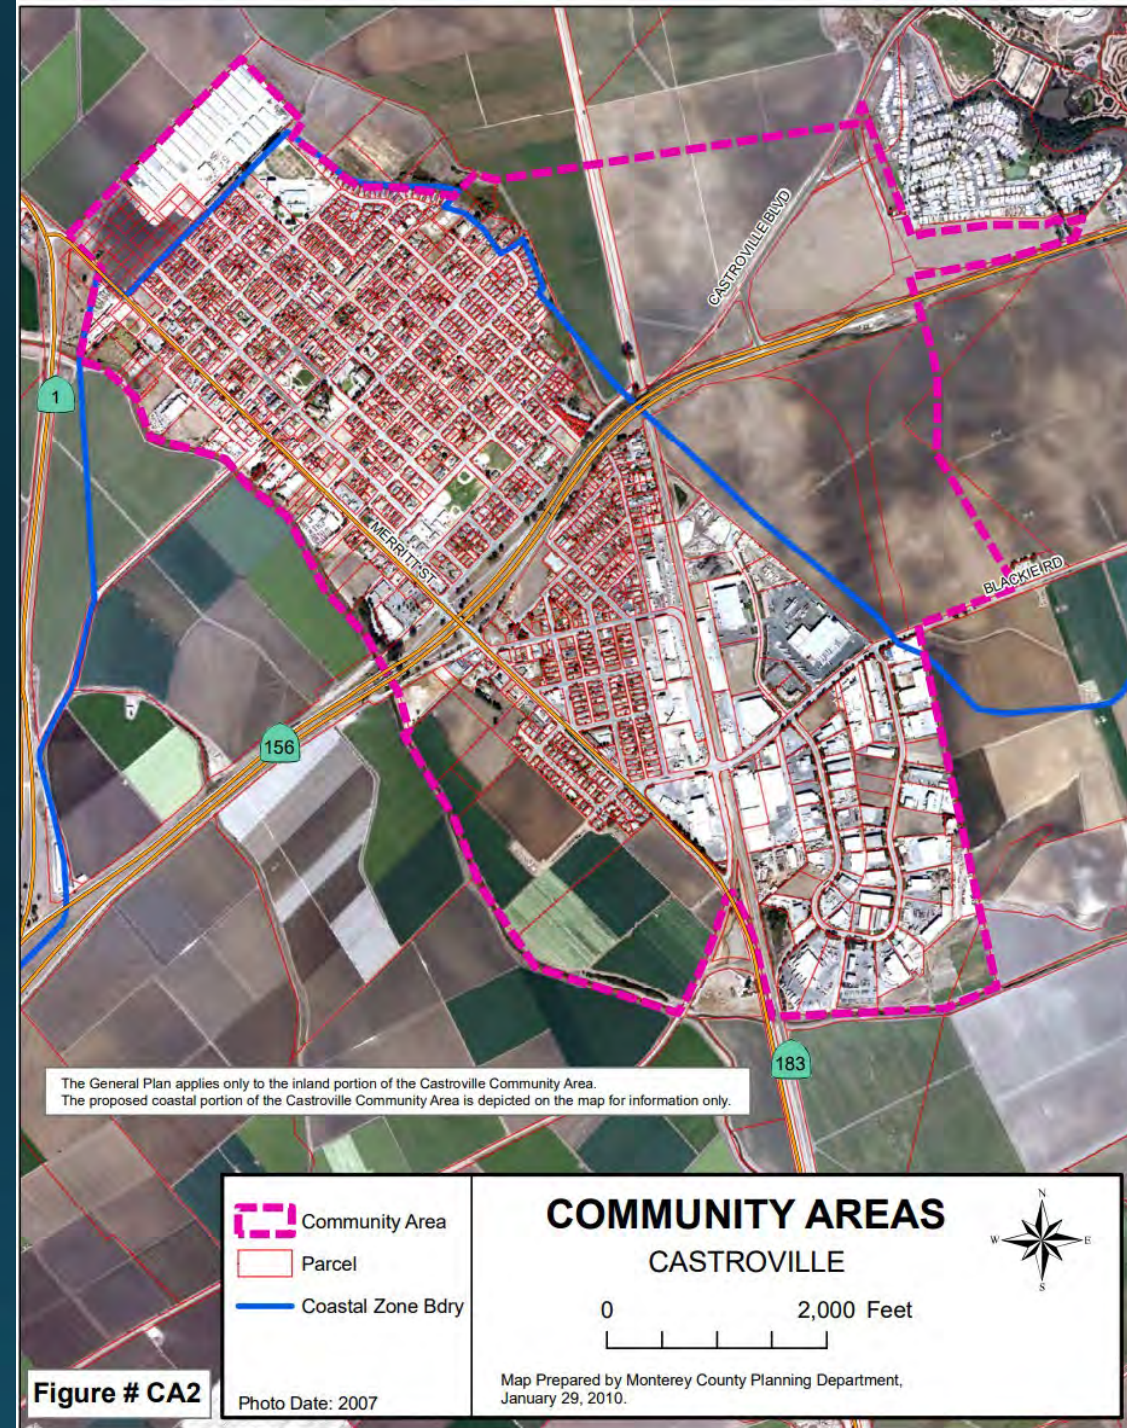 CASTROVILLE BLVD
1
MERRITT ST
BLACKIE RD
156
183
The General Plan applies only to the inland portion of the Castroville Community Area.
The proposed coastal portion of the Castroville Community Area is depicted on the map for information only.
Community Area
Parcel
Coastal Zone Bdry
Photo Date: 2007
COMMUNITY AREAS
CASTROVILLE
0 2,000 Feet
Map Prepared by Monterey County Planning Department,
January 29, 2010.
N
W E
S
Figure # CA2